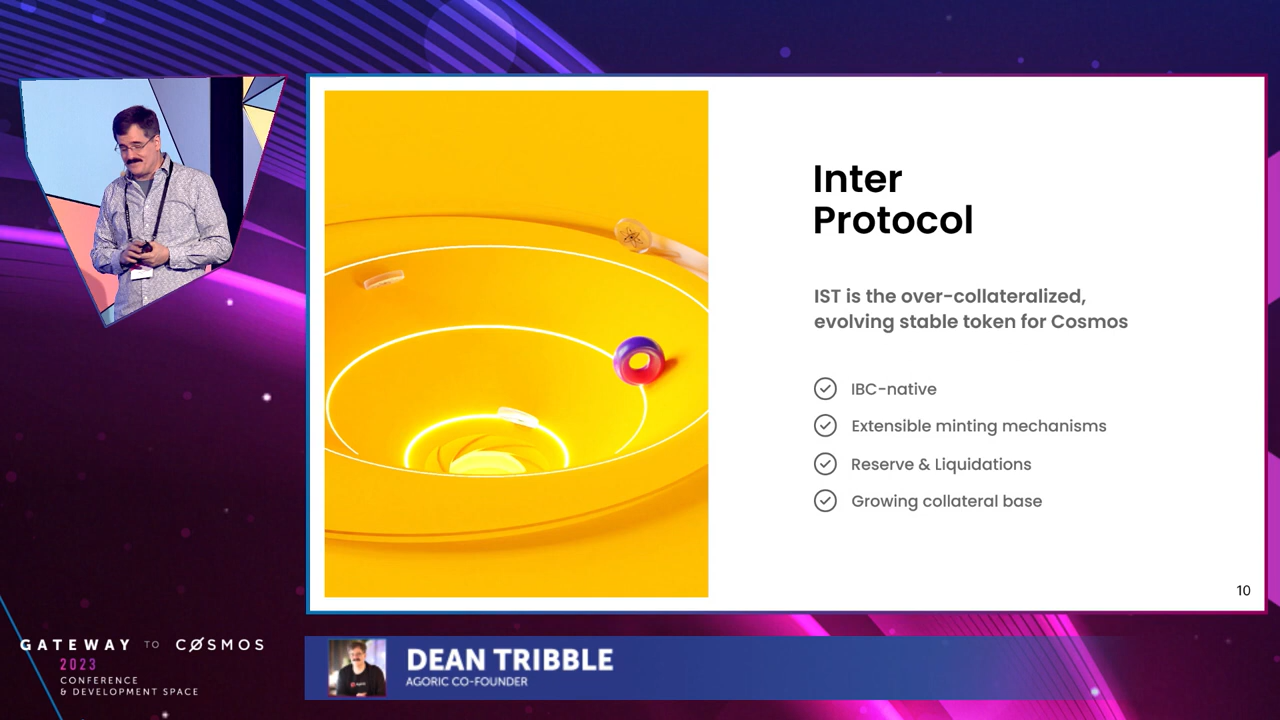 Inter
Protocol
IST is the over-collateralized,
evolving stable token for Cosmos
IBC-native
Extensible minting mechanisms
Reserve & Liquidations
Growing collateral base
10
GATEWAY TO CØSMOS
2023
CONFERENCE
& DEVELOPMENT SPACE
DEAN TRIBBLE
AGORIC CO-FOUNDER